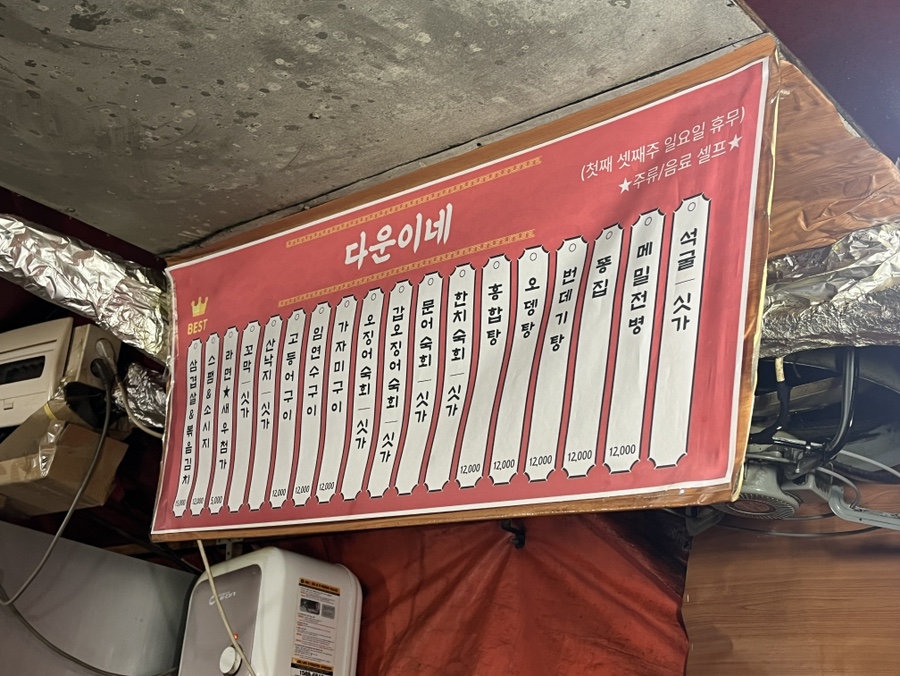 다운이네
(첫째 셋째주 일요일 휴무)
★주류/음료 셀프★
BEST
삼겹살&볶음김치 15,000
스팸&소시지 12,000
라면★새우첨가 5,000
꼬막|싯가
산낙지|싯가
고등어구이 12,000
임연수구이 12,000
가자미구이 12,000
오징어숙회|싯가
갑오징어숙회|싯가
문어숙회|싯가
한치숙회|싯가
홍합탕 12,000
오뎅탕 12,000
번데기탕 12,000
똥집 12,000
메밀전병 12,000
석굴|싯가